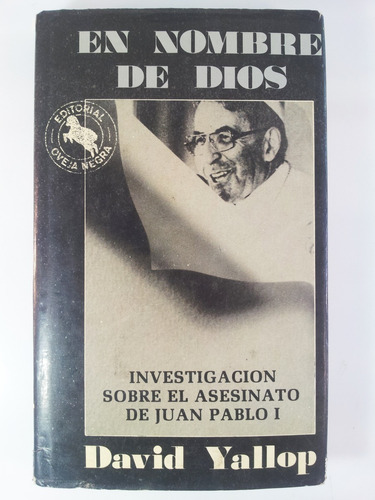 EN NOMBRE
DE DIOS
EDITORIAL
OVEJA NEGRA
INVESTIGACION
SOBRE EL ASESINATO
DE JUAN PABLO I
David Yallop